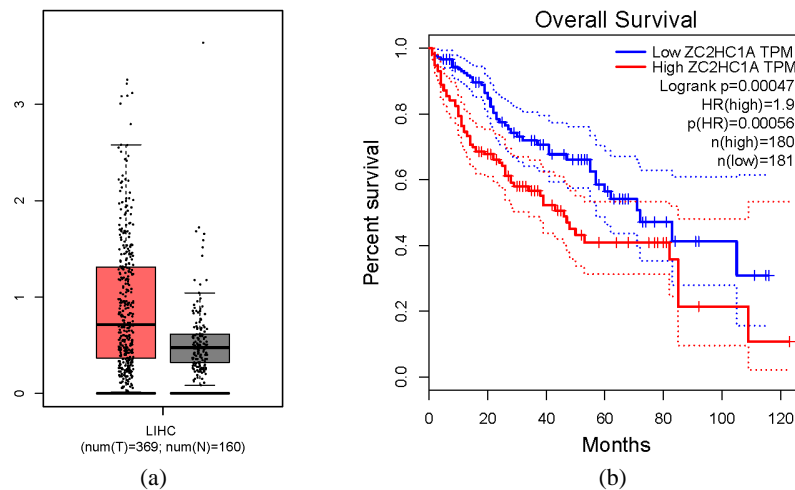 3
2
1
0
LIHC
(num(T)=369; num(N)=160)
(a)
Overall Survival
Low ZC2HC1A TPM
High ZC2HC1A TPM
Logrank p=0.00047
HR(high)=1.9
p(HR)=0.00056
n(high)=180
n(low)=181
Percent survival
1.0
0.8
0.6
0.4
0.2
0.0
0 20 40 60 80 100 120
Months
(b)